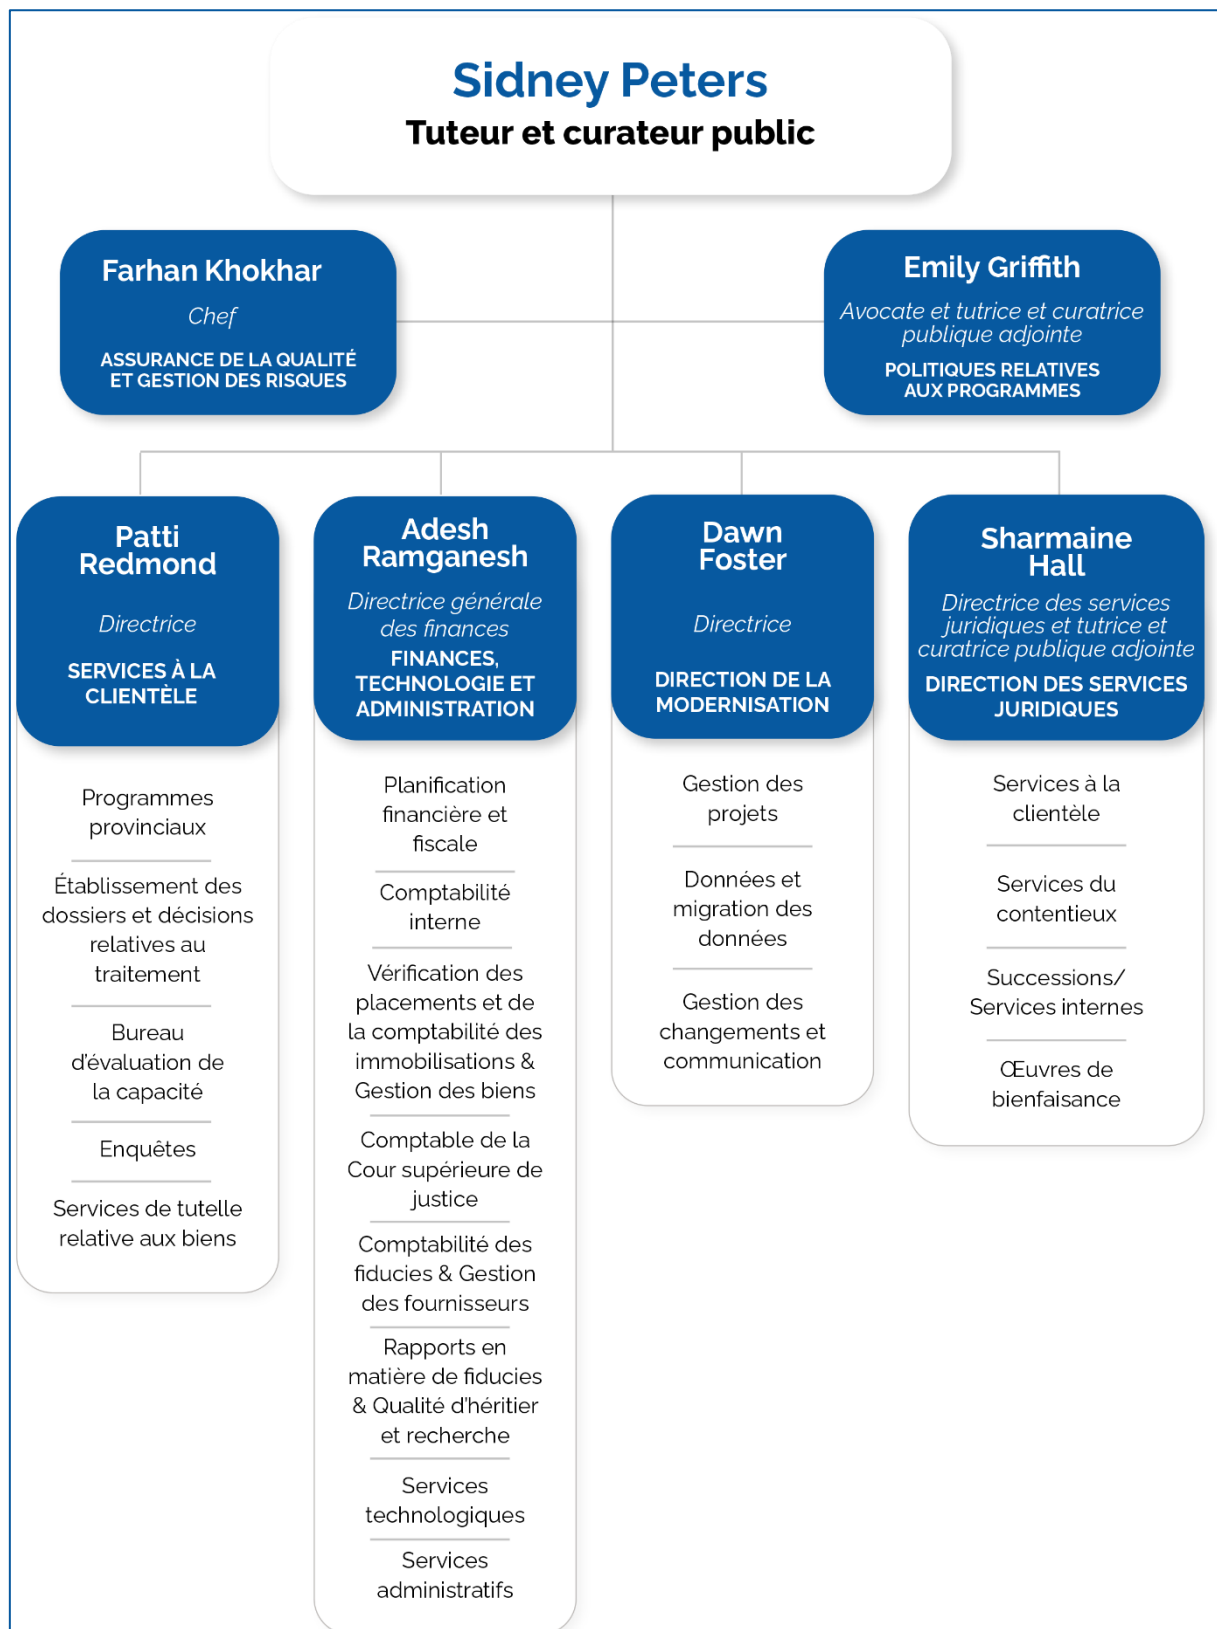 Sidney Peters
Tuteur et curateur public
Farhan Khokhar
Chef
ASSURANCE DE LA QUALITÉ
ET GESTION DES RISQUES
Emily Griffith
Avocate et tutrice et curatrice
publique adjointe
POLITIQUES RELATIVES
AUX PROGRAMMES
Patti
Redmond
Directrice
SERVICES À LA
CLIENTÈLE
Programmes
provinciaux
Établissement des
dossiers et décisions
relatives au
traitement
Bureau
d'évaluation de
la capacité
Enquêtes
Services de tutelle
relative aux biens
Adesh
Ramganesh
Directrice générale
des finances
FINANCES,
TECHNOLOGIE ET
ADMINISTRATION
Planification
financière et
fiscale
Comptabilité
interne
Vérification des
placements et de
la comptabilité des
immobilisations &
Gestion des biens
Comptable de la
Cour supérieure de
justice
Comptabilité des
fiducies & Gestion
des fournisseurs
Rapports en
matière de fiducies
& Qualité d'héritier
et recherche
Services
technologiques
Services
administratifs
Dawn
Foster
Directrice
DIRECTION DE LA
MODERNISATION
Gestion des
projets
Données et
migration des
données
Gestion des
changements et
communication
Sharmaine
Hall
Directrice des services
juridiques et tutrice et
curatrice publique adjointe
DIRECTION DES SERVICES
JURIDIQUES
Services à la
clientèle
Services du
contentieux
Successions/
Services internes
Œuvres de
bienfaisance